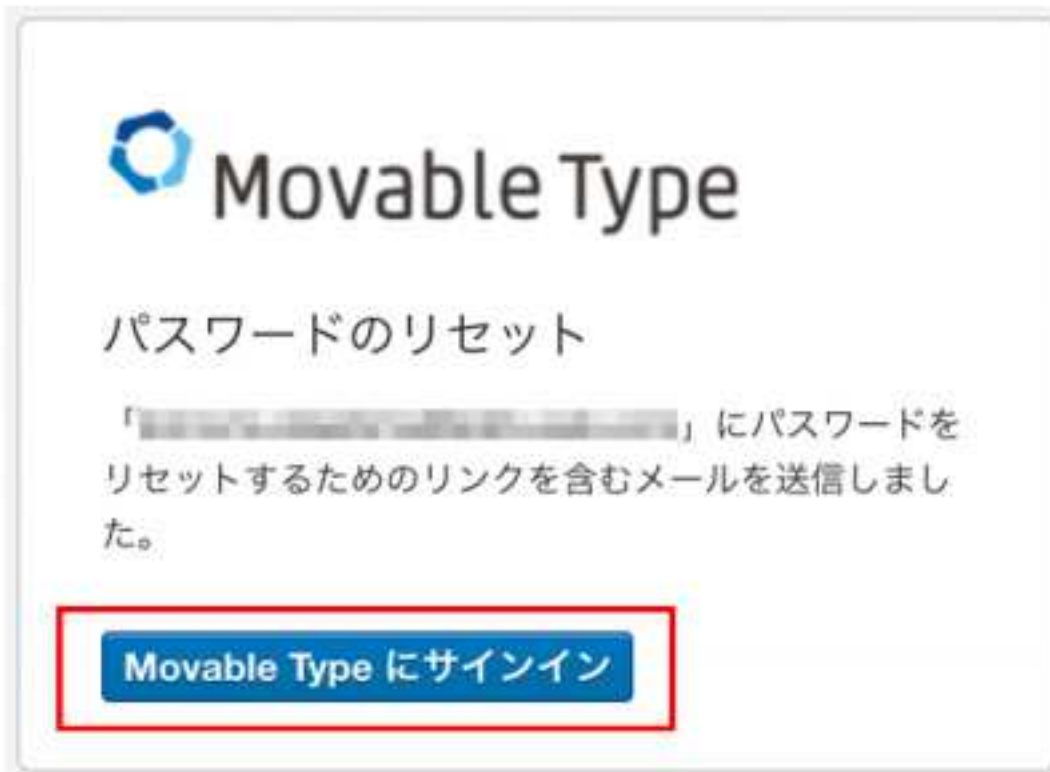 Movable Type
パスワードのリセット
「」にパスワードを
リセットするためのリンクを含むメールを送信しまし
た。
Movable Type にサインイン